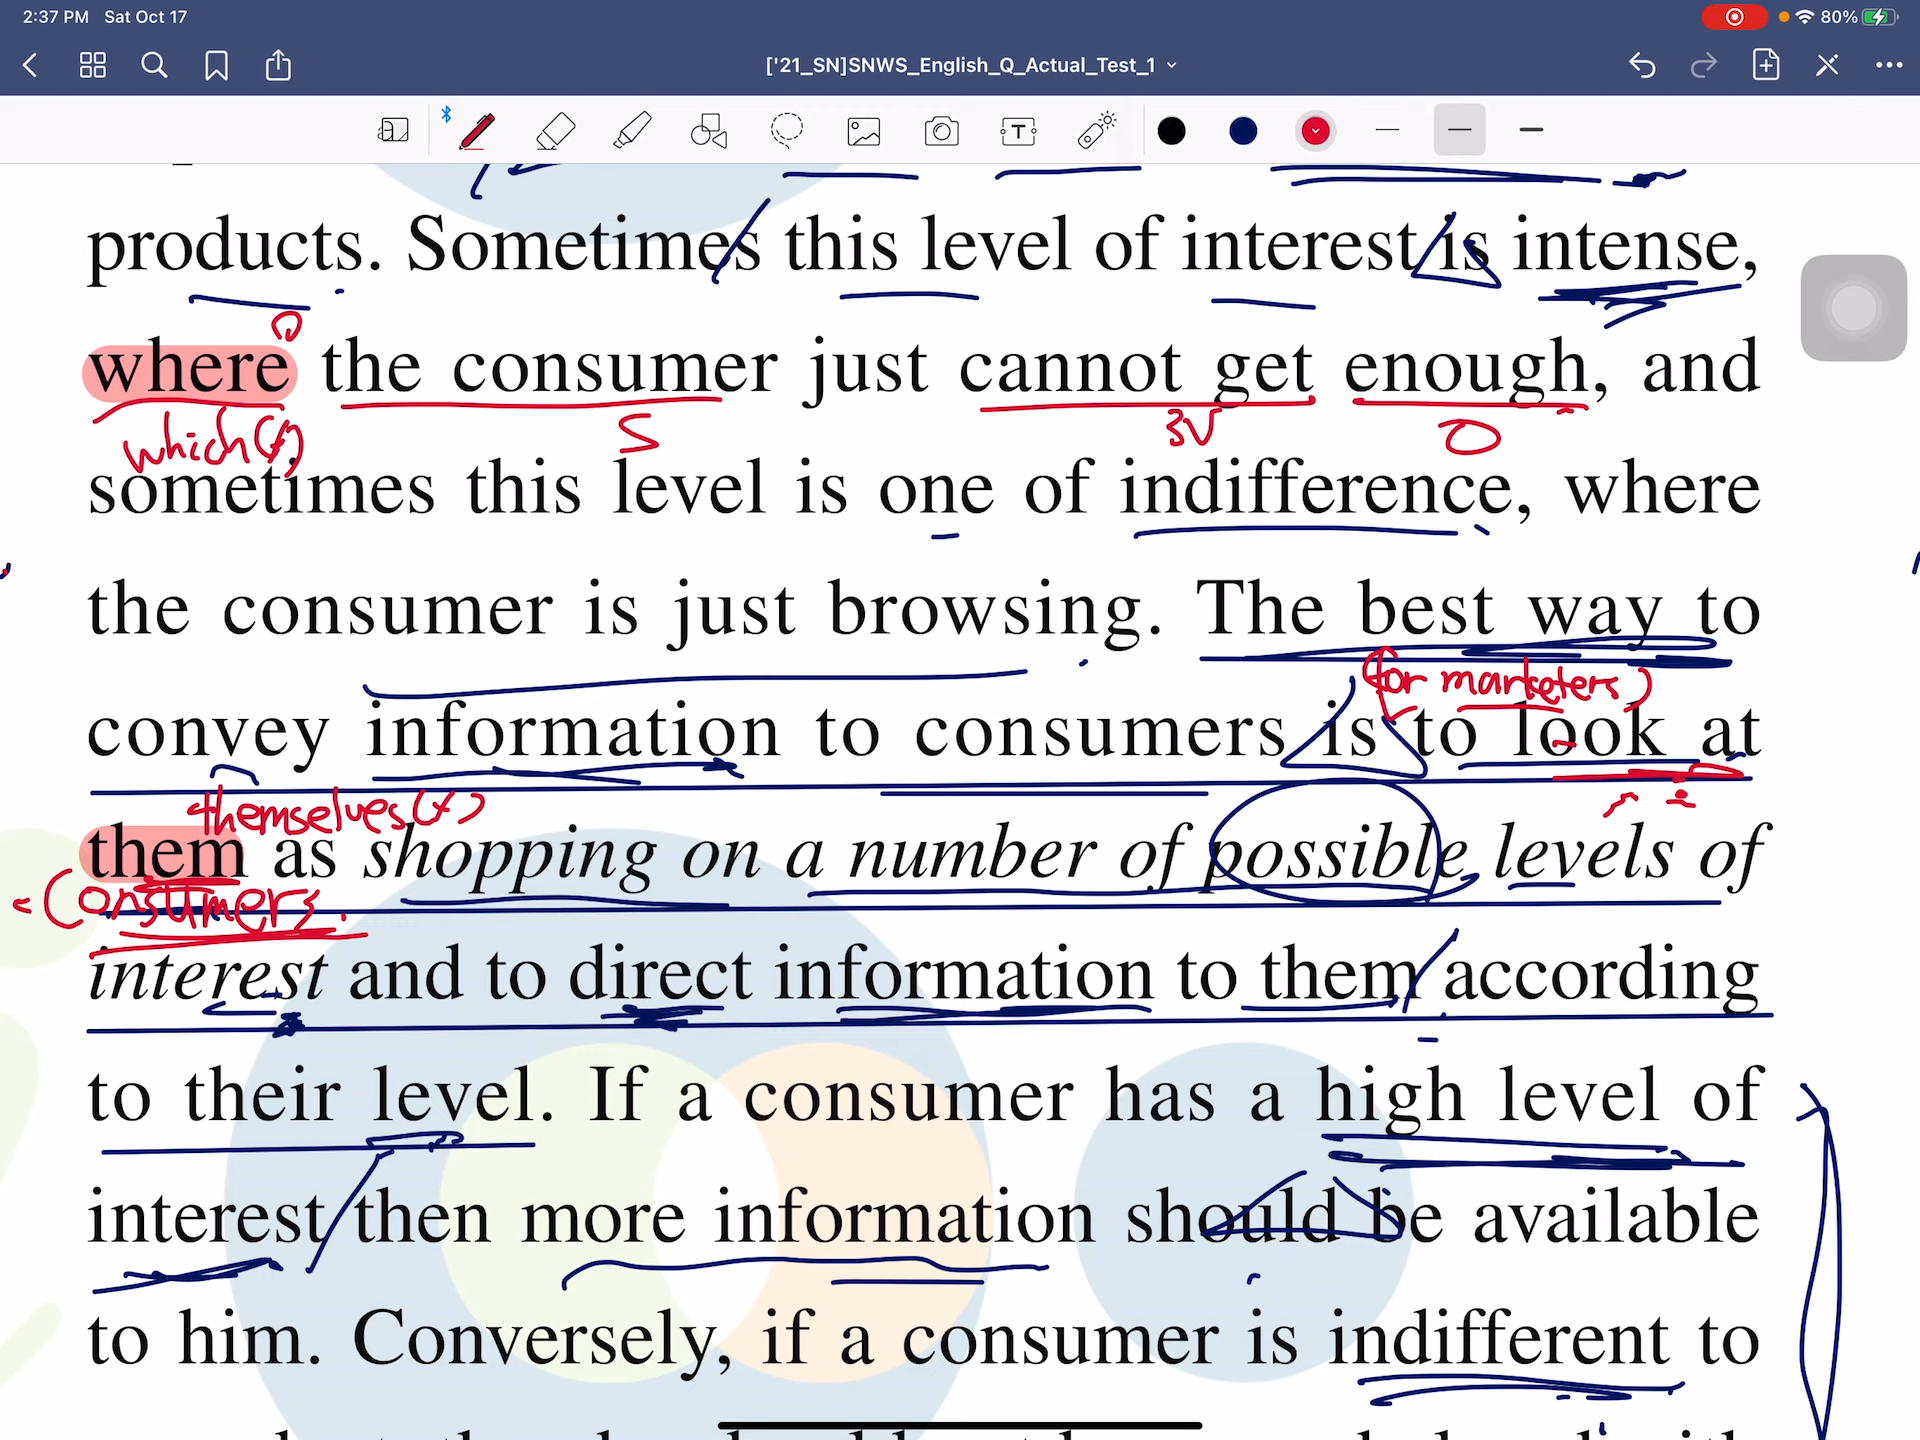 2:37 PM Sat Oct 17
80%
['21_SN]SNWS_English_Q_Actual_Test_1
products. Sometimes this level of interest is intense,
where the consumer just cannot get enough, and
which(x)
S
3V
O
sometimes this level is one of indifference, where
the consumer is just browsing. The best way to
(for marketers)
convey information to consumers is to look at
themselves(x)
them as shopping on a number of possible levels of
=Consumers.
interest and to direct information to them according
to their level. If a consumer has a high level of
interest then more information should be available
to him. Conversely, if a consumer is indifferent to